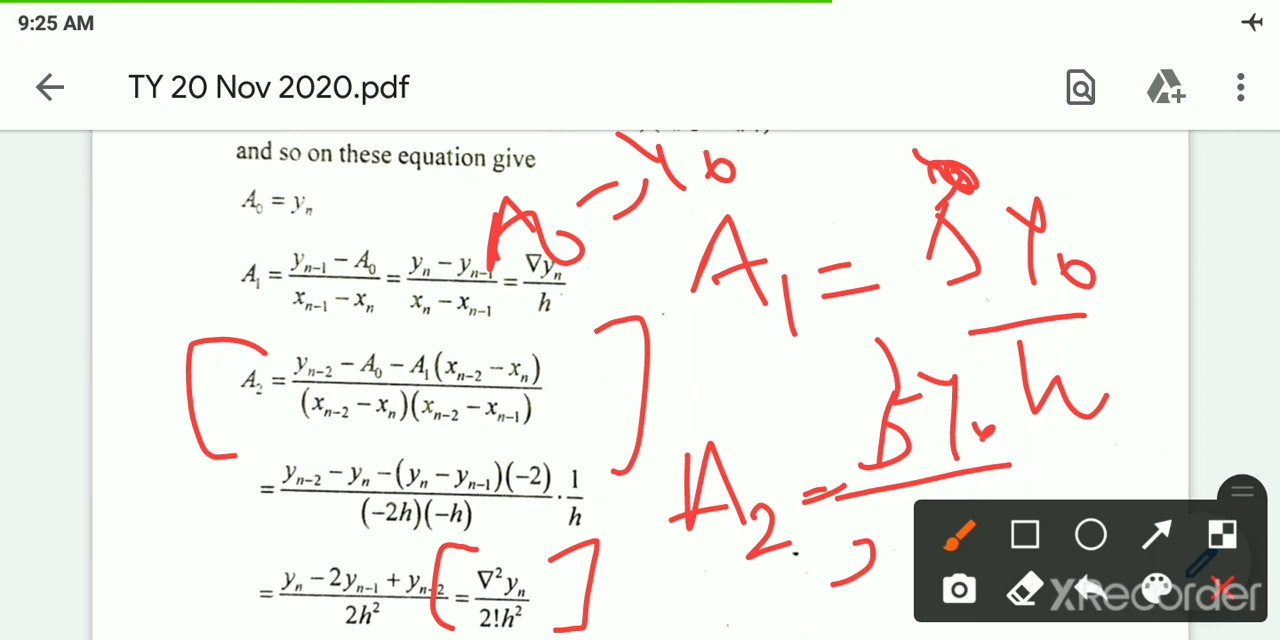 9:25 AM
TY 20 Nov 2020.pdf
and so on these equation give
A₀ = yₙ
A₁ = (yₙ₋₁ − A₀)/(xₙ₋₁ − xₙ) = (yₙ − yₙ₋₁)/(xₙ − xₙ₋₁) = ∇yₙ/h
A₂ = (yₙ₋₂ − A₀ − A₁(xₙ₋₂ − xₙ))/((xₙ₋₂ − xₙ)(xₙ₋₂ − xₙ₋₁))
= (yₙ₋₂ − yₙ − (yₙ − yₙ₋₁)(−2))/((−2h)(−h)) · 1/h
= (yₙ − 2yₙ₋₁ + yₙ₋₂)/2h² = ∇²yₙ/2!h²
A₀ = y₀
A₁ =
h
A₂ =
XRecorder